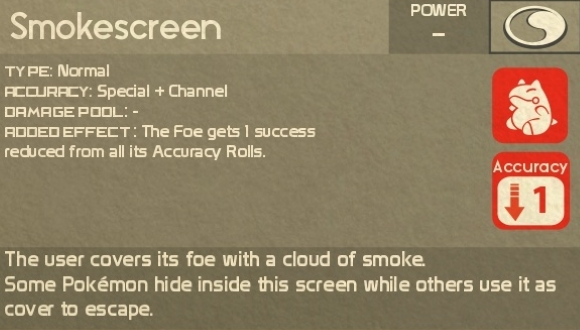 Smokescreen
POWER
–
TYPE: Normal
ACCURACY: Special + Channel
DAMAGE POOL: -
ADDED EFFECT: The Foe gets 1 success
reduced from all its Accuracy Rolls.
Accuracy
1
The user covers its foe with a cloud of smoke.
Some Pokémon hide inside this screen while others use it as
cover to escape.